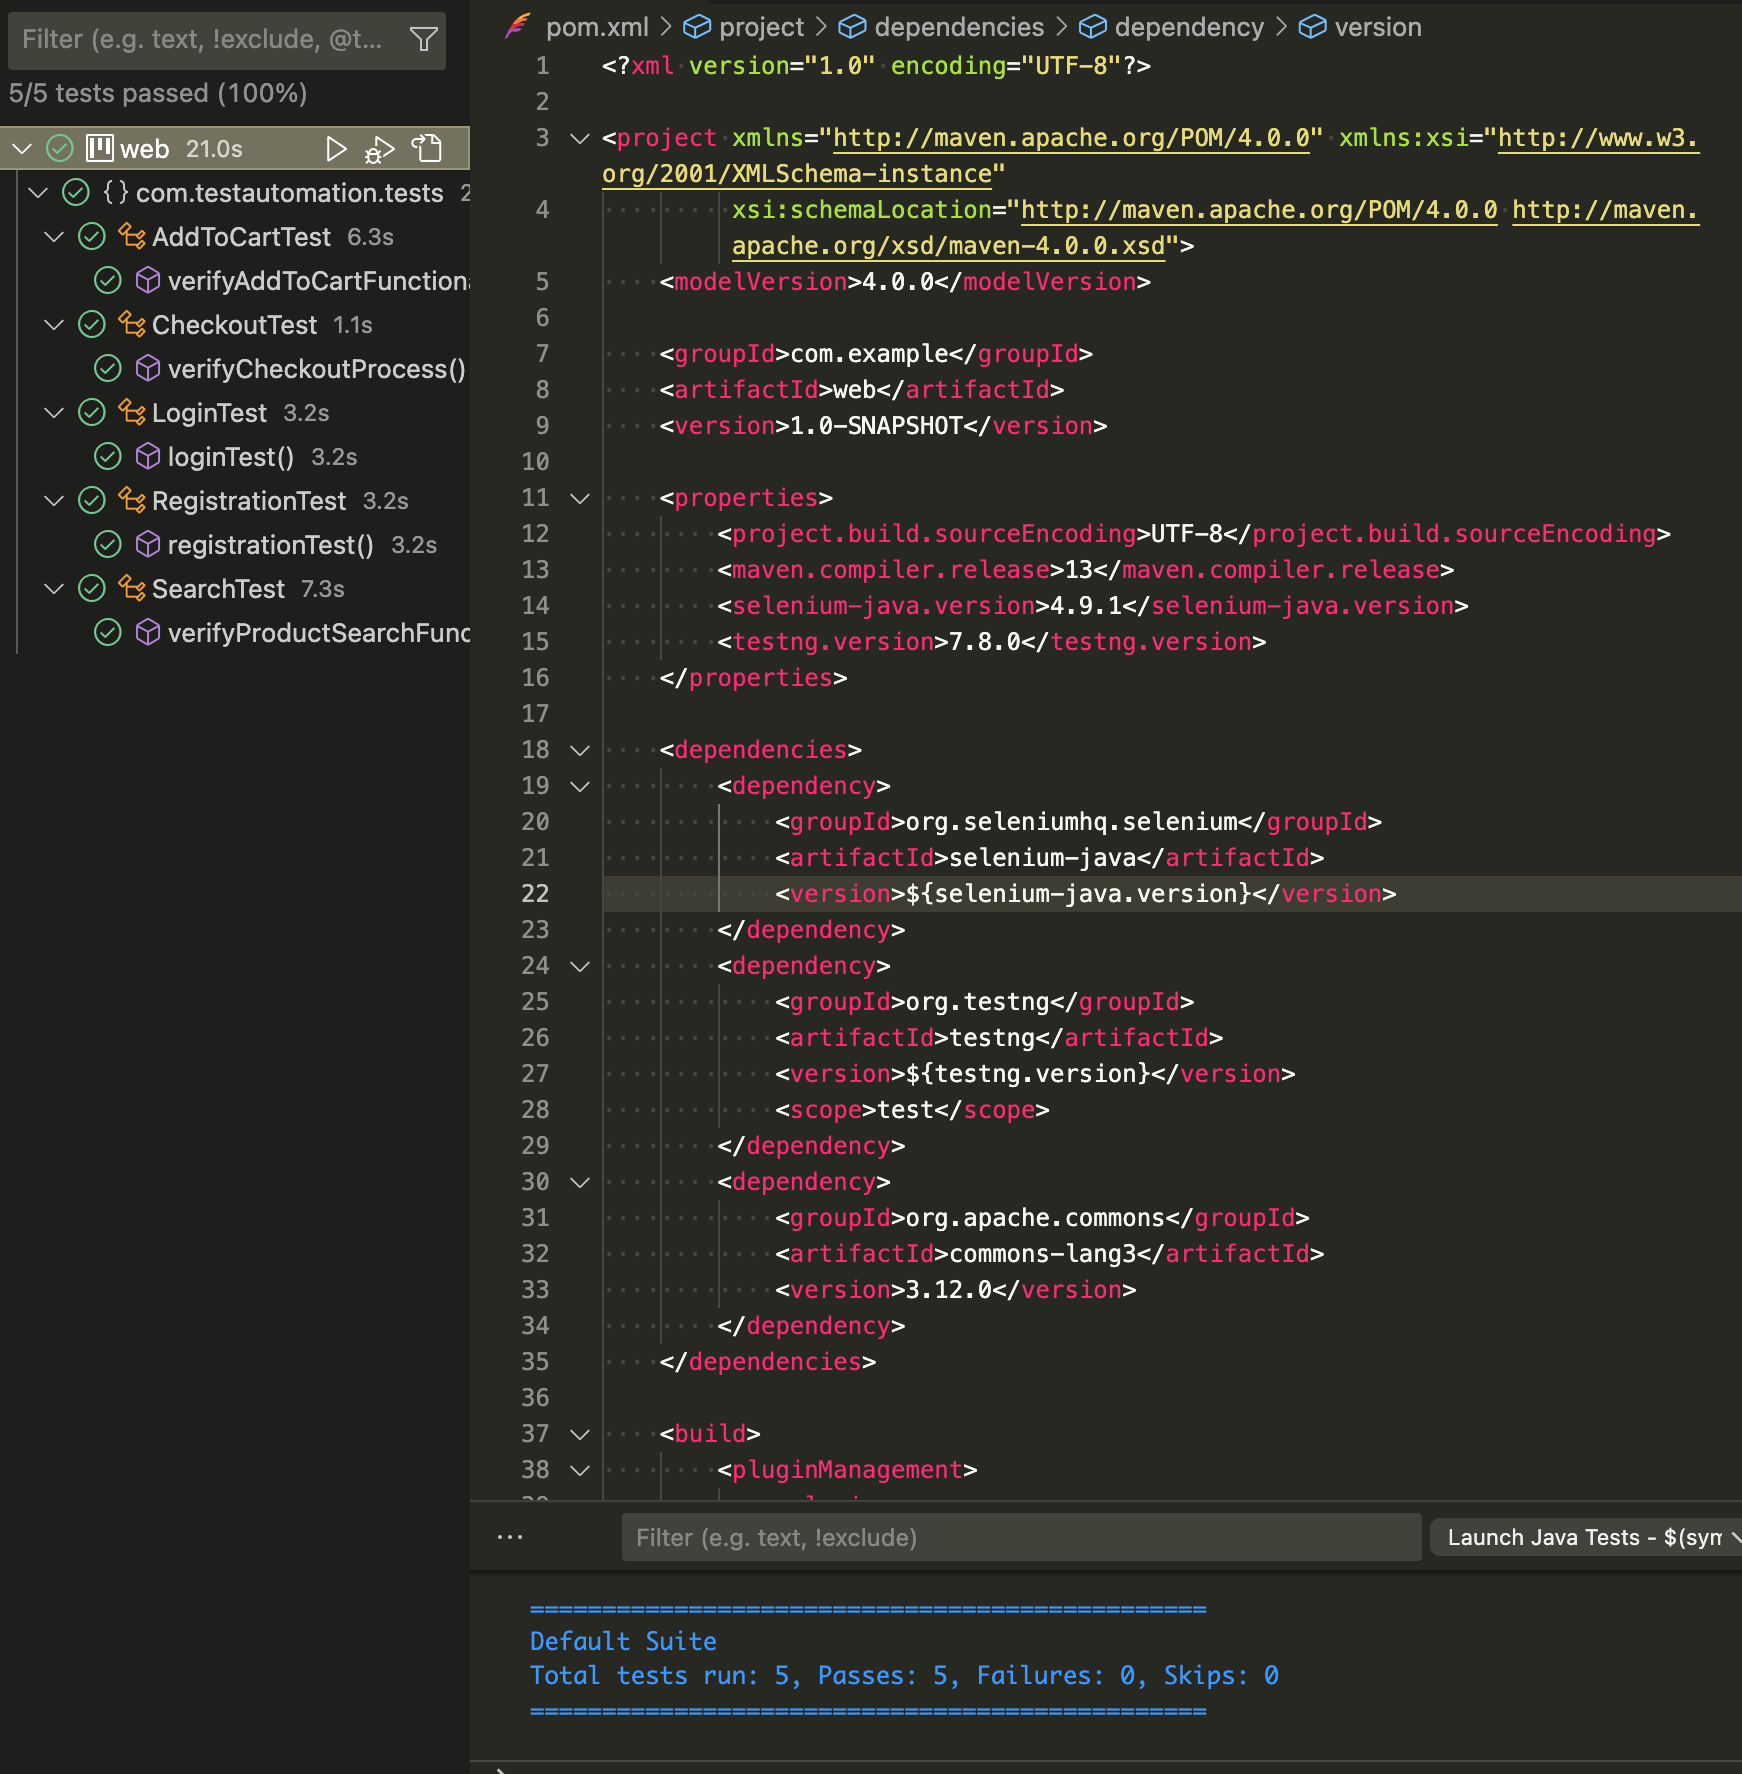 Filter (e.g. text, !exclude, @t...
5/5 tests passed (100%)
web 21.0s
{} com.testautomation.tests 2
AddToCartTest 6.3s
verifyAddToCartFunction
CheckoutTest 1.1s
verifyCheckoutProcess()
LoginTest 3.2s
loginTest() 3.2s
RegistrationTest 3.2s
registrationTest() 3.2s
SearchTest 7.3s
verifyProductSearchFunc
pom.xml > project > dependencies > dependency > version
1 <?xml version="1.0" encoding="UTF-8"?>
2
3 <project xmlns="http://maven.apache.org/POM/4.0.0" xmlns:xsi="http://www.w3.
org/2001/XMLSchema-instance"
4 xsi:schemaLocation="http://maven.apache.org/POM/4.0.0 http://maven.
apache.org/xsd/maven-4.0.0.xsd">
5 <modelVersion>4.0.0</modelVersion>
6
7 <groupId>com.example</groupId>
8 <artifactId>web</artifactId>
9 <version>1.0-SNAPSHOT</version>
10
11 <properties>
12 <project.build.sourceEncoding>UTF-8</project.build.sourceEncoding>
13 <maven.compiler.release>13</maven.compiler.release>
14 <selenium-java.version>4.9.1</selenium-java.version>
15 <testng.version>7.8.0</testng.version>
16 </properties>
17
18 <dependencies>
19 <dependency>
20 <groupId>org.seleniumhq.selenium</groupId>
21 <artifactId>selenium-java</artifactId>
22 <version>${selenium-java.version}</version>
23 </dependency>
24 <dependency>
25 <groupId>org.testng</groupId>
26 <artifactId>testng</artifactId>
27 <version>${testng.version}</version>
28 <scope>test</scope>
29 </dependency>
30 <dependency>
31 <groupId>org.apache.commons</groupId>
32 <artifactId>commons-lang3</artifactId>
33 <version>3.12.0</version>
34 </dependency>
35 </dependencies>
36
37 <build>
38 <pluginManagement>
... Filter (e.g. text, !exclude) Launch Java Tests - $(sym
===============================================
Default Suite
Total tests run: 5, Passes: 5, Failures: 0, Skips: 0
===============================================